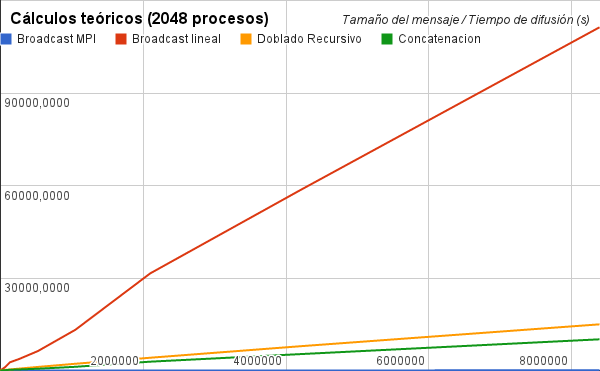 Cálculos teóricos (2048 procesos)
Tamaño del mensaje / Tiempo de difusión (s)
Broadcast MPI
Broadcast lineal
Doblado Recursivo
Concatenacion
90000,0000
60000,0000
30000,0000
2000000
4000000
6000000
8000000